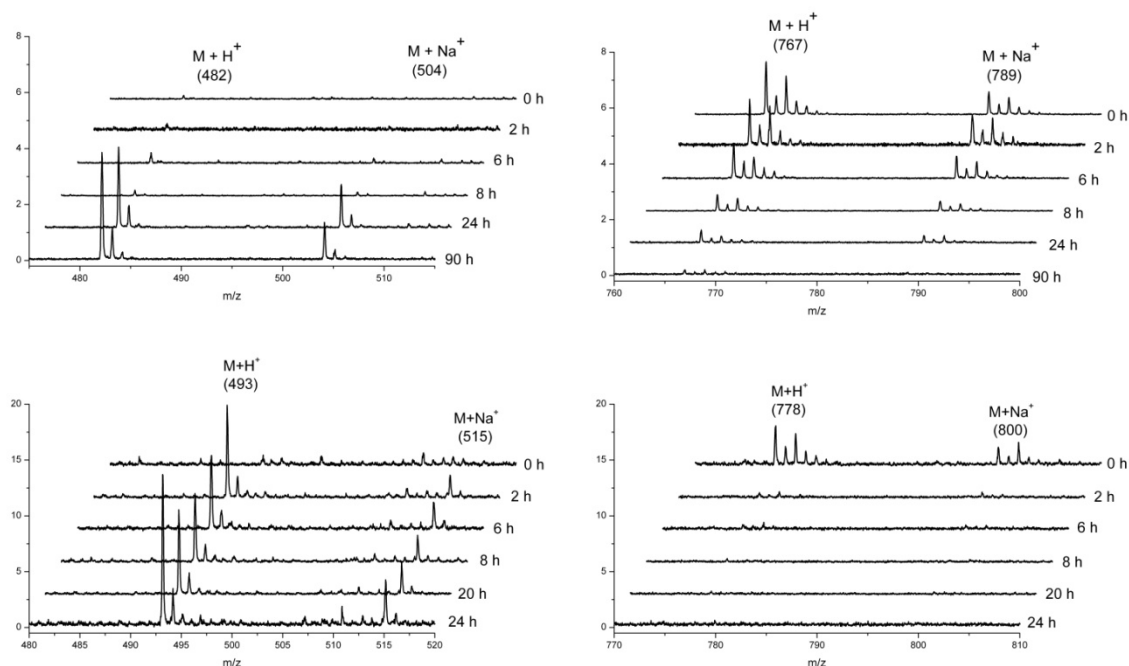 M + H+
(482)
M + Na+
(504)
8
6
4
2
0
0 h
2 h
6 h
8 h
24 h
90 h
480
490
500
510
m/z
M + H+
(767)
M + Na+
(789)
8
6
4
2
0
0 h
2 h
6 h
8 h
24 h
90 h
760
770
780
790
800
m/z
M+H+
(493)
M+Na+
(515)
20
15
10
5
0
0 h
2 h
6 h
8 h
20 h
24 h
480
485
490
495
500
505
510
515
520
m/z
M+H+
(778)
M+Na+
(800)
20
15
10
5
0
0 h
2 h
6 h
8 h
20 h
24 h
770
780
790
800
810
m/z